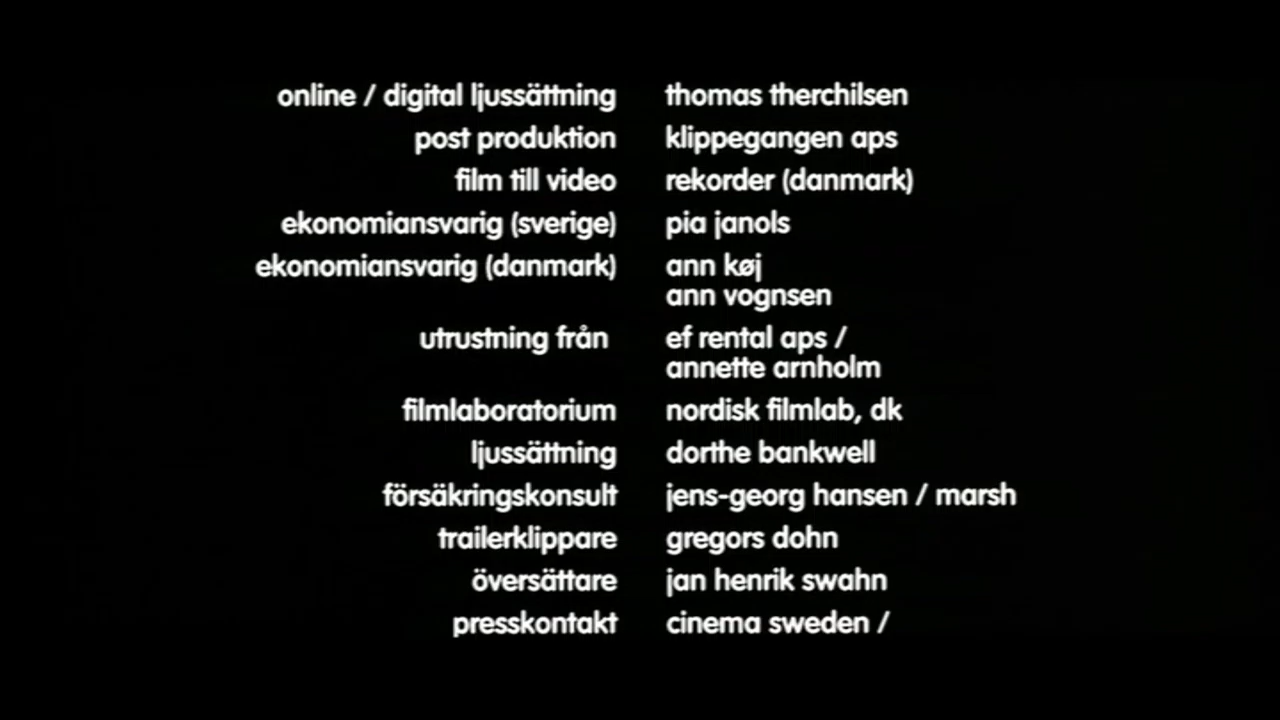 online / digital ljussättning thomas therchilsen
post produktion klippegangen aps
film till video rekorder (danmark)
ekonomiansvarig (sverige) pia janols
ekonomiansvarig (danmark) ann køj
ann vognsen
utrustning från ef rental aps /
annette arnholm
filmlaboratorium nordisk filmlab, dk
ljussättning dorthe bankwell
försäkringskonsult jens-georg hansen / marsh
trailerklippare gregors dohn
översättare jan henrik swahn
presskontakt cinema sweden /